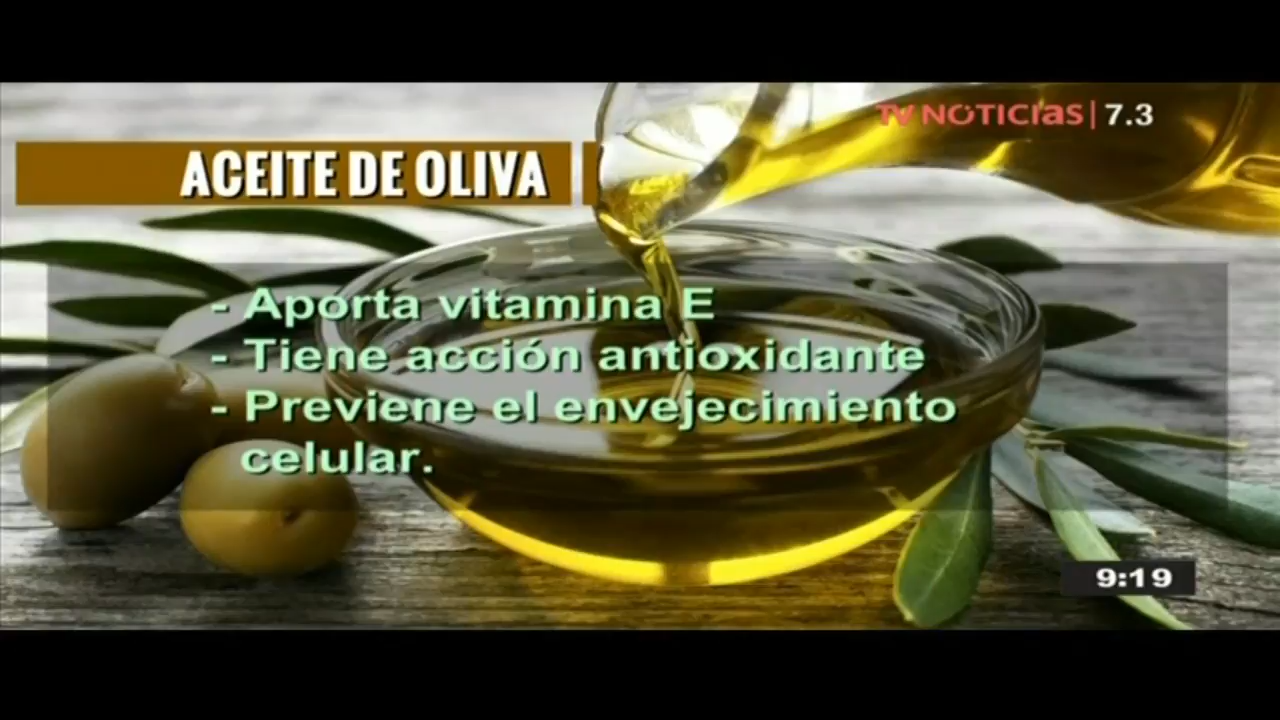 TV NOTICIAS | 7.3
ACEITE DE OLIVA
- Aporta vitamina E
- Tiene acción antioxidante
- Previene el envejecimiento
celular.
9:19